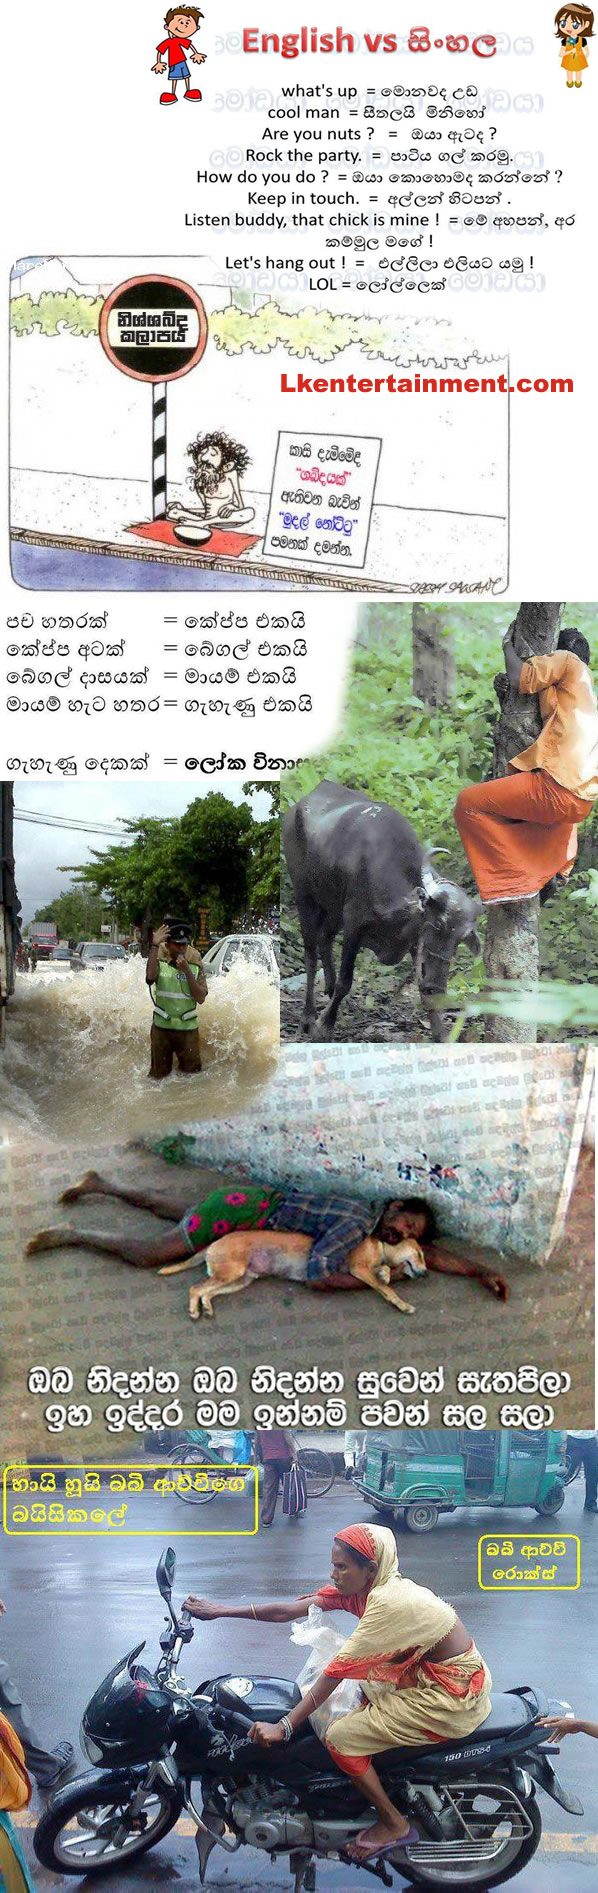 English vs සිංහල
what's up = මොනවද උඩ
cool man = සීතලයි මිනිහෝ
Are you nuts ? = ඔයා ඇටද ?
Rock the party. = පාටිය ගල් කරමු.
How do you do ? = ඔයා කොහොමද කරන්නේ ?
Keep in touch. = අල්ලන් හිටපන් .
Listen buddy, that chick is mine ! = මේ අහපන්, අර
කම්මුල මගේ !
Let's hang out ! = එල්ලිලා එලියට යමු !
LOL = ලෝල්ලෙක්
නිශ්ශබ්ද
කලාපය
Lkentertainment.com
කාසි දැමීමේදී
"ශබ්දයක්"
ඇතිවන බැවින්
"මුදල් නෝට්ටු"
පමනක් දමන්න.
පච හතරක් = කේප්ප එකයි
කේප්ප අටක් = බේගල් එකයි
බේගල් දාසයක් = මායම් එකයි
මායම් හැට හතර = ගැහැණු එකයි
ගැහැණු දෙකක් = ලෝක විනාස
ඔබ නිදන්න ඔබ නිදන්න සුවෙන් සැතපිලා
ඉහ ඉද්දර මම ඉන්නම් පවන් සල සලා
හායි හූයි බබි ආච්චිගෙ
බයිසිකලේ
බබි ආච්චි
රොක්ස්
150 DTS-i